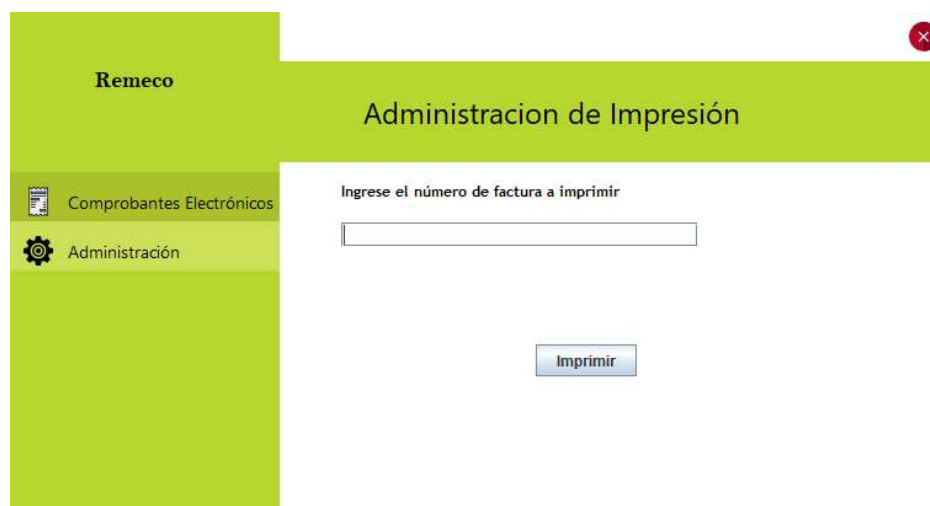 Remeco
Administracion de Impresión
Comprobantes Electrónicos
Administración
Ingrese el número de factura a imprimir
Imprimir